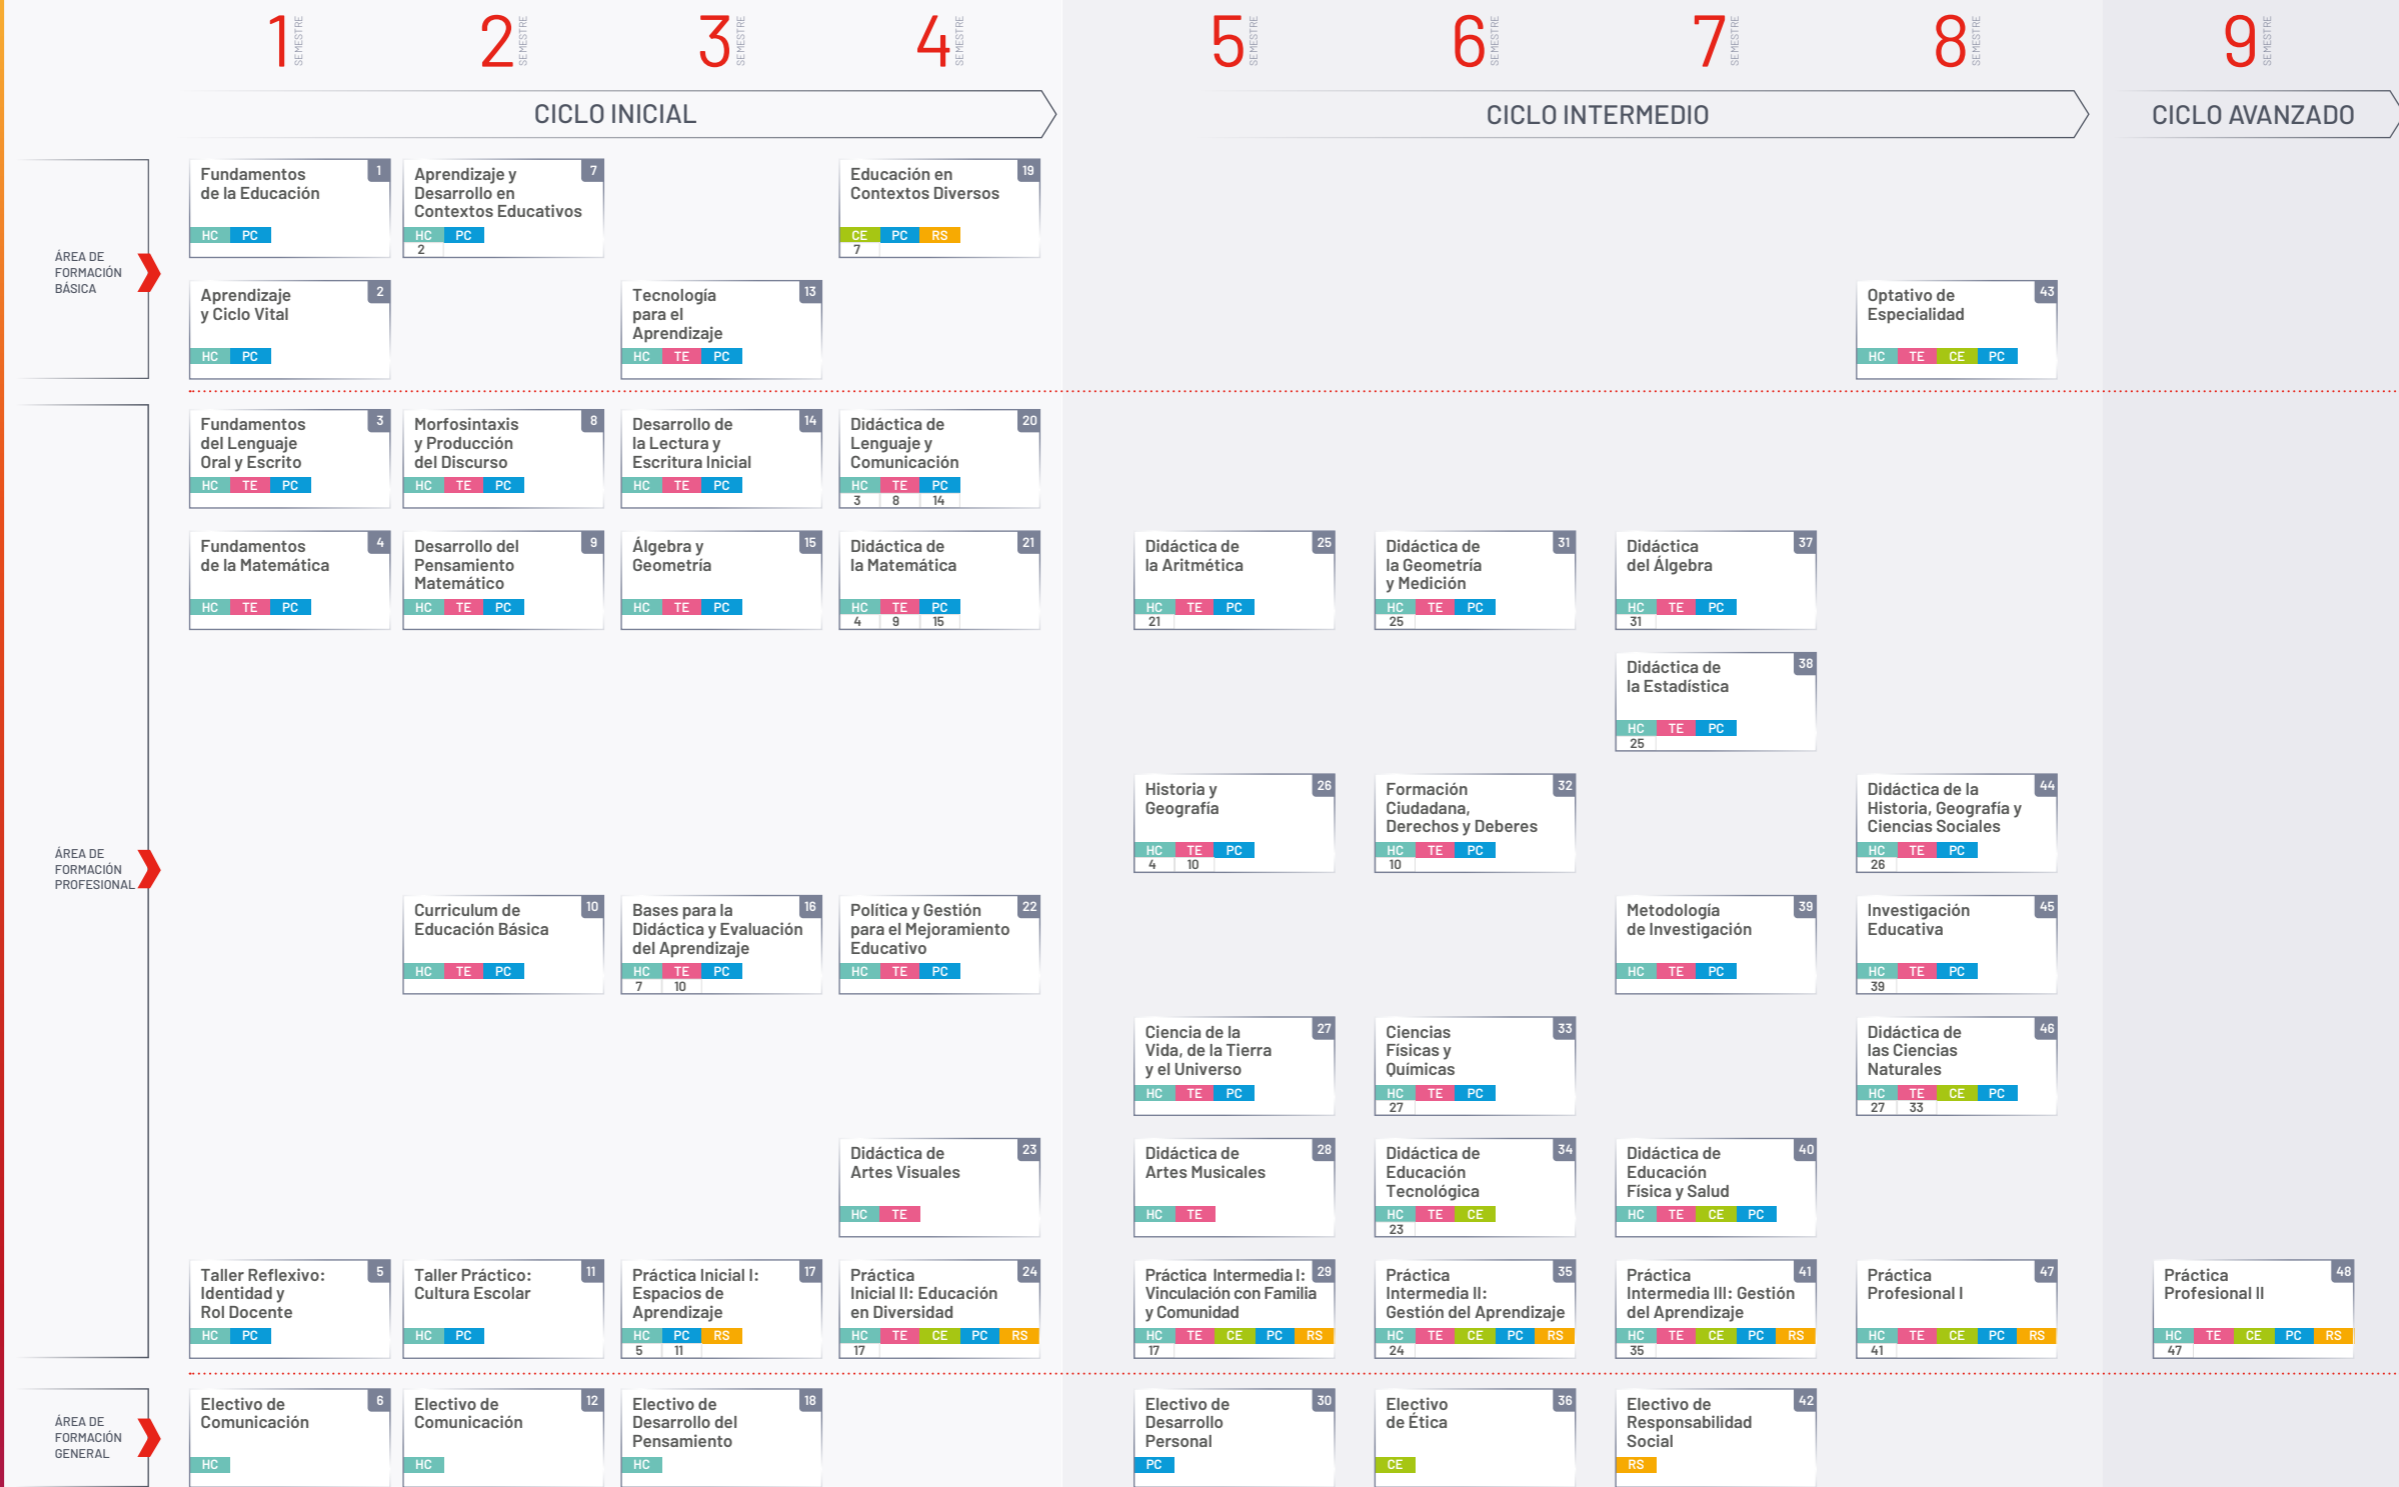 1 SEMESTRE
2 SEMESTRE
3 SEMESTRE
4 SEMESTRE
5 SEMESTRE
6 SEMESTRE
7 SEMESTRE
8 SEMESTRE
9 SEMESTRE
CICLO INICIAL
CICLO INTERMEDIO
CICLO AVANZADO
ÁREA DE
FORMACIÓN
BÁSICA
Fundamentos
de la Educación
1
HC PC
Aprendizaje y
Desarrollo en
Contextos Educativos
7
HC PC
2
Educación en
Contextos Diversos
19
CE PC RS
7
Aprendizaje
y Ciclo Vital
2
HC PC
Tecnología
para el
Aprendizaje
13
HC TE PC
Optativo de
Especialidad
43
HC TE CE PC
ÁREA DE
FORMACIÓN
PROFESIONAL
Fundamentos
del Lenguaje
Oral y Escrito
3
HC TE PC
Morfosintaxis
y Producción
del Discurso
8
HC TE PC
Desarrollo de
la Lectura y
Escritura Inicial
14
HC TE PC
Didáctica de
Lenguaje y
Comunicación
20
HC TE PC
3 8 14
Fundamentos
de la Matemática
4
HC TE PC
Desarrollo del
Pensamiento
Matemático
9
HC TE PC
Álgebra y
Geometría
15
HC TE PC
Didáctica de
la Matemática
21
HC TE PC
4 9 15
Didáctica de
la Aritmética
25
HC TE PC
21
Didáctica de
la Geometría
y Medición
31
HC TE PC
25
Didáctica
del Álgebra
37
HC TE PC
31
Didáctica de
la Estadística
38
HC TE PC
25
Historia y
Geografía
26
HC TE PC
4 10
Formación
Ciudadana,
Derechos y Deberes
32
HC TE PC
10
Didáctica de la
Historia, Geografía y
Ciencias Sociales
44
HC TE PC
26
Curriculum de
Educación Básica
10
HC TE PC
Bases para la
Didáctica y Evaluación
del Aprendizaje
16
HC TE PC
7 10
Política y Gestión
para el Mejoramiento
Educativo
22
HC TE PC
Metodología
de Investigación
39
HC TE PC
Investigación
Educativa
45
HC TE PC
39
Ciencia de la
Vida, de la Tierra
y el Universo
27
HC TE PC
Ciencias
Físicas y
Químicas
33
HC TE PC
27
Didáctica de
las Ciencias
Naturales
46
HC TE CE PC
27 33
Didáctica de
Artes Visuales
23
HC TE
Didáctica de
Artes Musicales
28
HC TE
Didáctica de
Educación
Tecnológica
34
HC TE CE
23
Didáctica de
Educación
Física y Salud
40
HC TE CE PC
Taller Reflexivo:
Identidad y
Rol Docente
5
HC PC
Taller Práctico:
Cultura Escolar
11
HC PC
Práctica Inicial I:
Espacios de
Aprendizaje
17
HC PC RS
5 11
Práctica
Inicial II: Educación
en Diversidad
24
HC TE CE PC RS
17
Práctica Intermedia I:
Vinculación con Familia
y Comunidad
29
HC TE CE PC RS
17
Práctica
Intermedia II:
Gestión del Aprendizaje
35
HC TE CE PC RS
24
Práctica
Intermedia III: Gestión
del Aprendizaje
41
HC TE CE PC RS
35
Práctica
Profesional I
47
HC TE CE PC RS
41
Práctica
Profesional II
48
HC TE CE PC RS
47
ÁREA DE
FORMACIÓN
GENERAL
Electivo de
Comunicación
6
HC
Electivo de
Comunicación
12
HC
Electivo de
Desarrollo del
Pensamiento
18
HC
Electivo de
Desarrollo
Personal
30
PC
Electivo
de Ética
36
CE
Electivo de
Responsabilidad
Social
42
RS